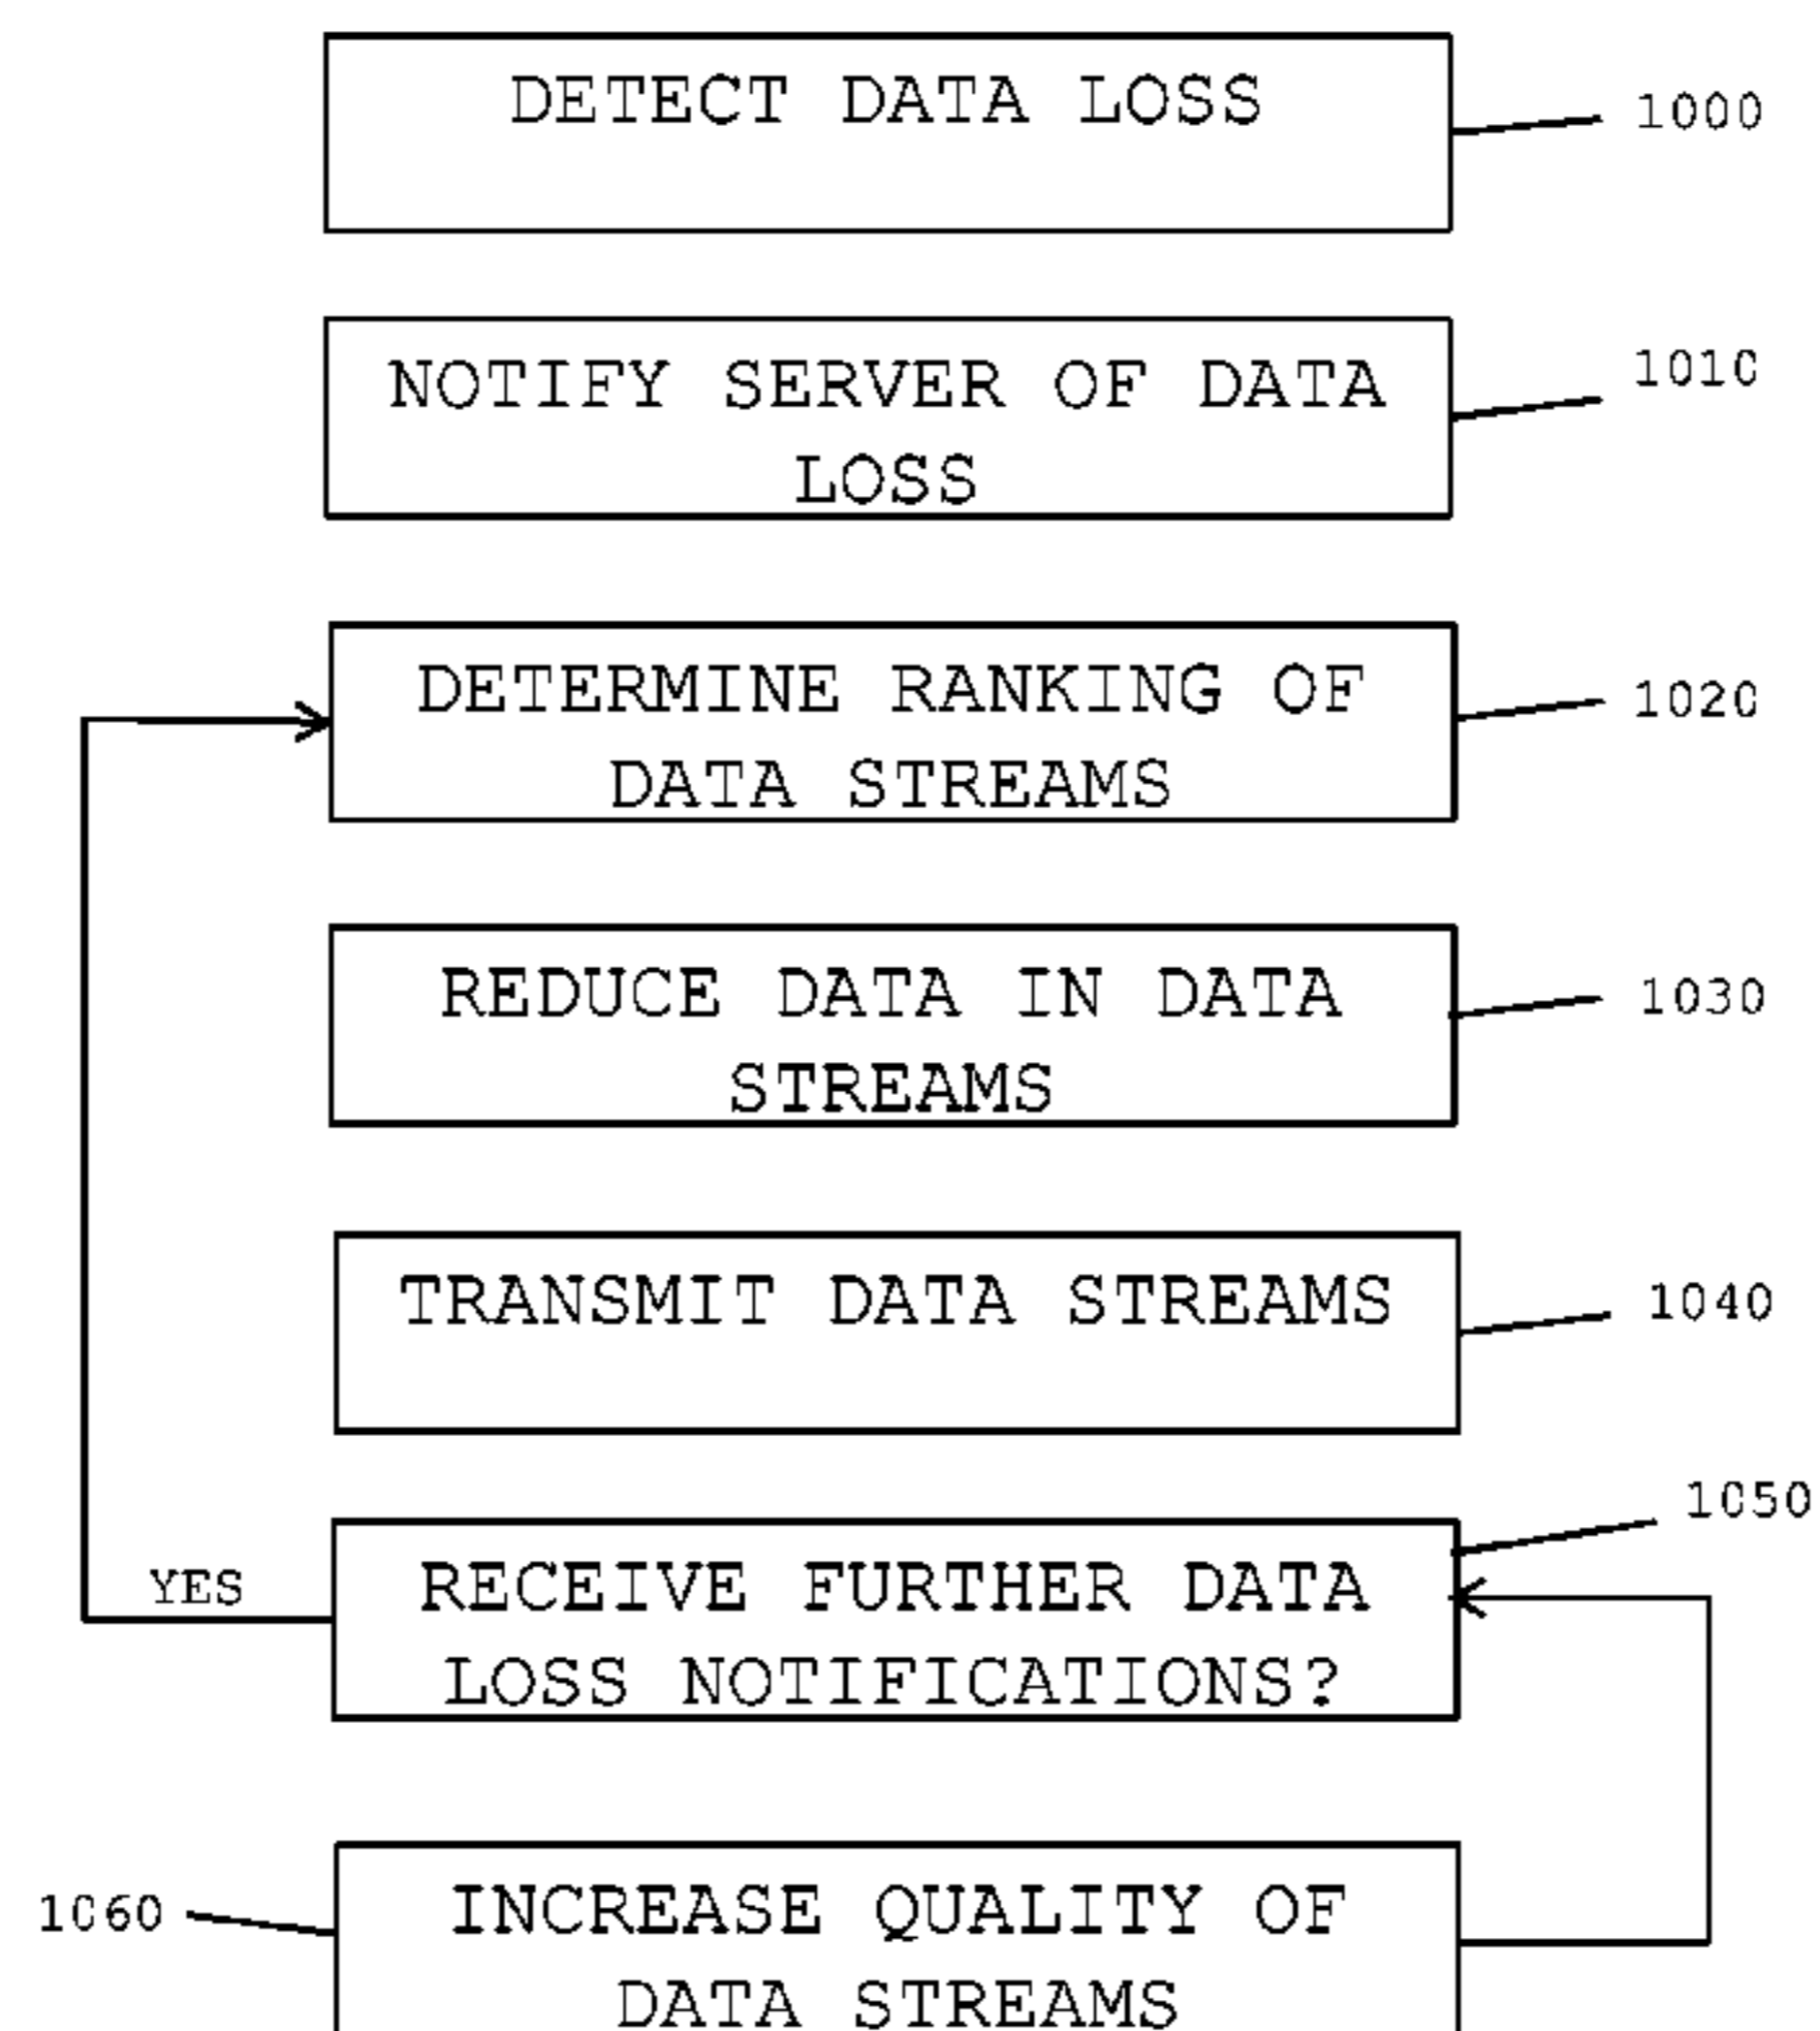 DETECT DATA LOSS
1000
NOTIFY SERVER OF DATA
LOSS
1010
DETERMINE RANKING OF
DATA STREAMS
1020
REDUCE DATA IN DATA
STREAMS
1030
TRANSMIT DATA STREAMS
1040
1050
YES
RECEIVE FURTHER DATA
LOSS NOTIFICATIONS?
1060
INCREASE QUALITY OF
DATA STREAMS